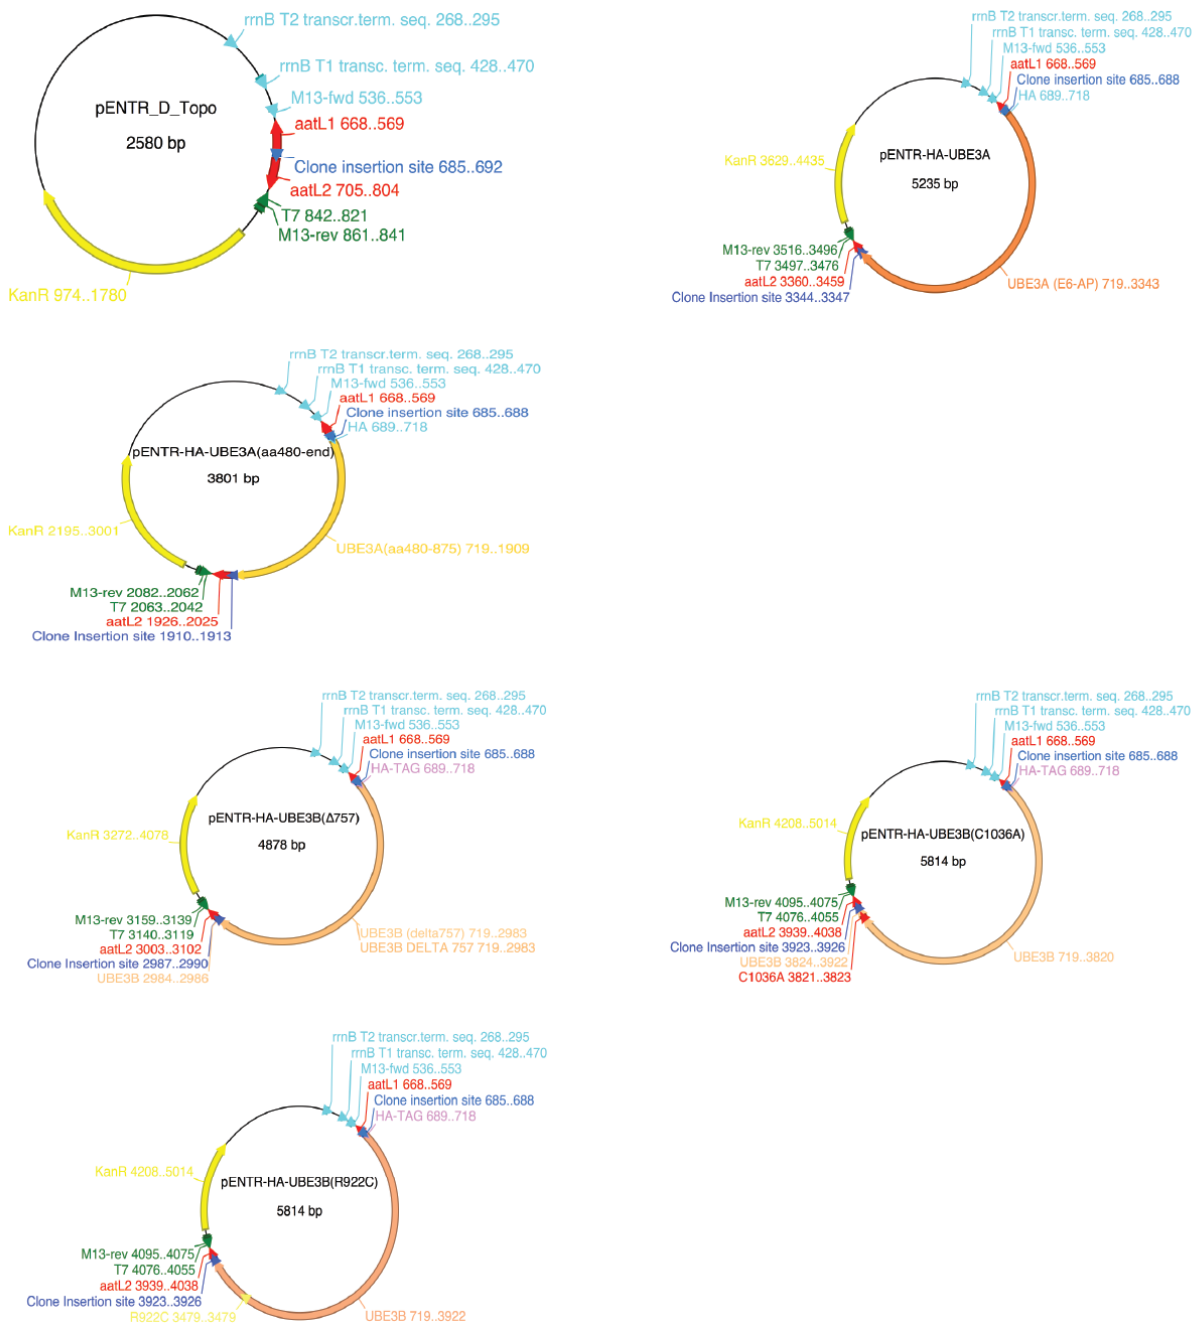 rrnB T2 transcr.term. seq. 268..295
rrnB T1 transc. term. seq. 428..470
M13-fwd 536..553
aatL1 668..569
Clone insertion site 685..692
aatL2 705..804
T7 842..821
M13-rev 861..841
KanR 974..1780
pENTR_D_Topo
2580 bp
rrnB T2 transcr.term. seq. 268..295
rrnB T1 transc. term. seq. 428..470
M13-fwd 536..553
aatL1 668..569
Clone insertion site 685..688
HA 689..718
pENTR-HA-UBE3A
5235 bp
KanR 3629..4435
M13-rev 3516..3496
T7 3497..3476
aatL2 3360..3459
Clone Insertion site 3344..3347
UBE3A (E6-AP) 719..3343
rrnB T2 transcr.term. seq. 268..295
rrnB T1 transc. term. seq. 428..470
M13-fwd 536..553
aatL1 668..569
Clone insertion site 685..688
HA 689..718
pENTR-HA-UBE3A(aa480-end)
3801 bp
KanR 2195..3001
UBE3A(aa480-875) 719..1909
M13-rev 2082..2062
T7 2063..2042
aatL2 1926..2025
Clone Insertion site 1910..1913
rrnB T2 transcr.term. seq. 268..295
rrnB T1 transc. term. seq. 428..470
M13-fwd 536..553
aatL1 668..569
Clone insertion site 685..688
HA-TAG 689..718
pENTR-HA-UBE3B(Δ757)
4878 bp
KanR 3272..4078
M13-rev 3159..3139
T7 3140..3119
aatL2 3003..3102
Clone Insertion site 2987..2990
UBE3B 2984..2986
UBE3B (delta757) 719..2983
UBE3B DELTA 757 719..2983
rrnB T2 transcr.term. seq. 268..295
rrnB T1 transc. term. seq. 428..470
M13-fwd 536..553
aatL1 668..569
Clone insertion site 685..688
HA-TAG 689..718
pENTR-HA-UBE3B(C1036A)
5814 bp
KanR 4208..5014
M13-rev 4095..4075
T7 4076..4055
aatL2 3939..4038
Clone Insertion site 3923..3926
UBE3B 3824..3922
C1036A 3821..3823
UBE3B 719..3820
rrnB T2 transcr.term. seq. 268..295
rrnB T1 transc. term. seq. 428..470
M13-fwd 536..553
aatL1 668..569
Clone insertion site 685..688
HA-TAG 689..718
pENTR-HA-UBE3B(R922C)
5814 bp
KanR 4208..5014
M13-rev 4095..4075
T7 4076..4055
aatL2 3939..4038
Clone Insertion site 3923..3926
R922C 3479..3479
UBE3B 719..3922